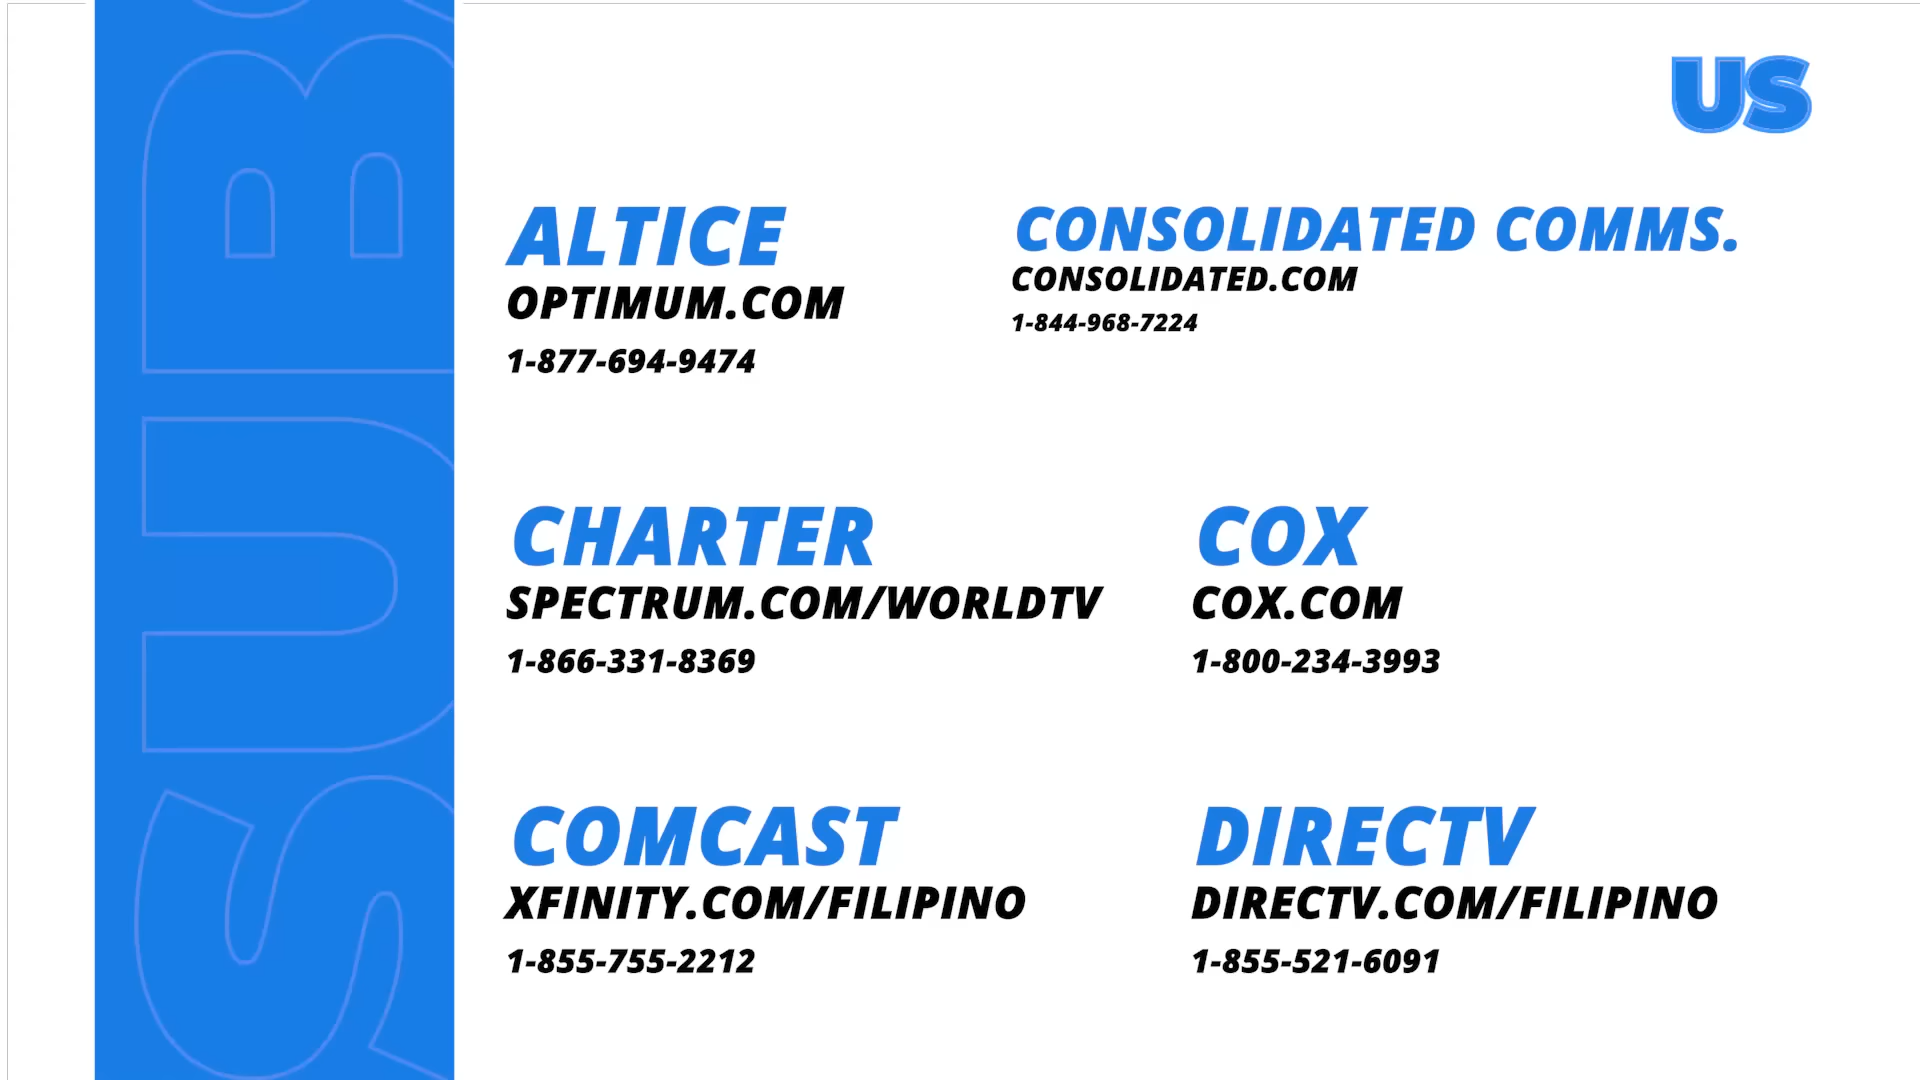 US
ALTICE
OPTIMUM.COM
1-877-694-9474
CONSOLIDATED COMMS.
CONSOLIDATED.COM
1-844-968-7224
CHARTER
SPECTRUM.COM/WORLDTV
1-866-331-8369
COX
COX.COM
1-800-234-3993
COMCAST
XFINITY.COM/FILIPINO
1-855-755-2212
DIRECTV
DIRECTV.COM/FILIPINO
1-855-521-6091
SUB